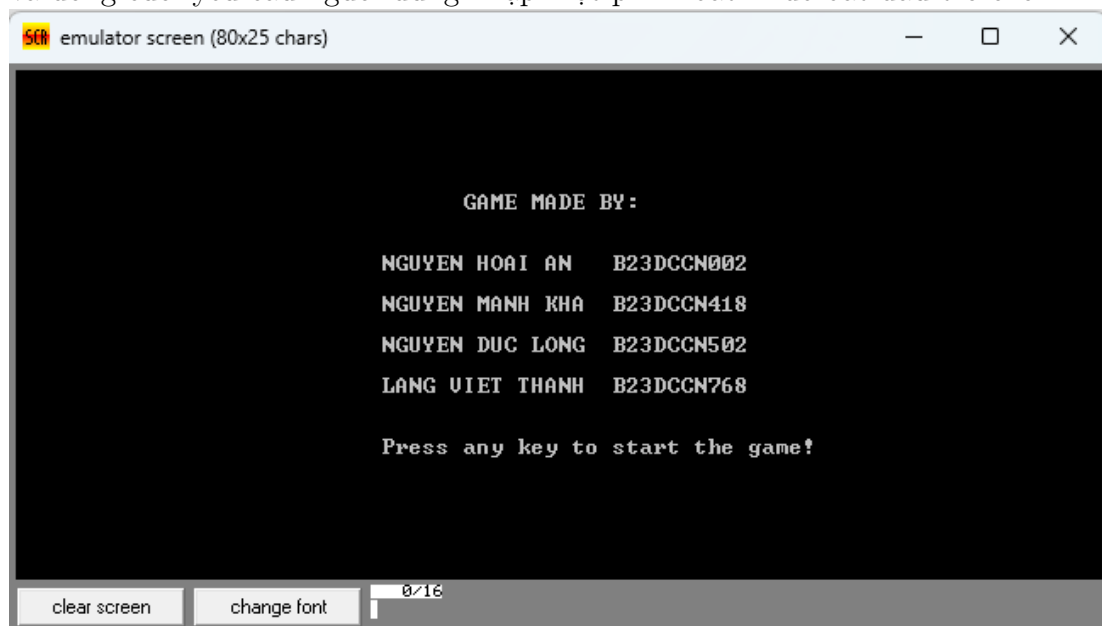 SCR emulator screen (80x25 chars)
GAME MADE BY:
NGUYEN HOAI AN B23DCCN002
NGUYEN MANH KHA B23DCCN418
NGUYEN DUC LONG B23DCCN502
LANG VIET THANH B23DCCN768
Press any key to start the game!
clear screen change font 0/16